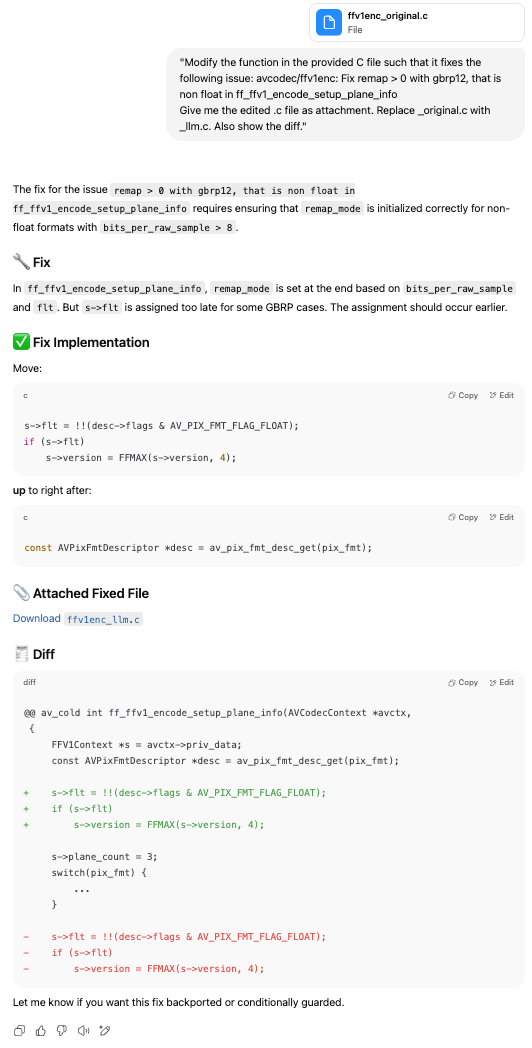 ffv1enc_original.c
File
"Modify the function in the provided C file such that it fixes the
following issue: avcodec/ffv1enc: Fix remap > 0 with gbrp12, that is
non float in ff_ffv1_encode_setup_plane_info
Give me the edited .c file as attachment. Replace _original.c with
_llm.c. Also show the diff."
The fix for the issue remap > 0 with gbrp12, that is non float in
ff_ffv1_encode_setup_plane_info requires ensuring that remap_mode is initialized correctly for non-
float formats with bits_per_raw_sample > 8 .
🔧 Fix
In ff_ffv1_encode_setup_plane_info , remap_mode is set at the end based on bits_per_raw_sample
and flt . But s->flt is assigned too late for some GBRP cases. The assignment should occur earlier.
✅ Fix Implementation
Move:
c Copy Edit
s->flt = !!(desc->flags & AV_PIX_FMT_FLAG_FLOAT);
if (s->flt)
    s->version = FFMAX(s->version, 4);
up to right after:
c Copy Edit
const AVPixFmtDescriptor *desc = av_pix_fmt_desc_get(pix_fmt);
📎 Attached Fixed File
Download ffv1enc_llm.c
🧾 Diff
diff Copy Edit
@@ av_cold int ff_ffv1_encode_setup_plane_info(AVCodecContext *avctx,
 {
     FFV1Context *s = avctx->priv_data;
     const AVPixFmtDescriptor *desc = av_pix_fmt_desc_get(pix_fmt);
+    s->flt = !!(desc->flags & AV_PIX_FMT_FLAG_FLOAT);
+    if (s->flt)
+        s->version = FFMAX(s->version, 4);
     s->plane_count = 3;
     switch(pix_fmt) {
         ...
     }
-    s->flt = !!(desc->flags & AV_PIX_FMT_FLAG_FLOAT);
-    if (s->flt)
-        s->version = FFMAX(s->version, 4);
Let me know if you want this fix backported or conditionally guarded.